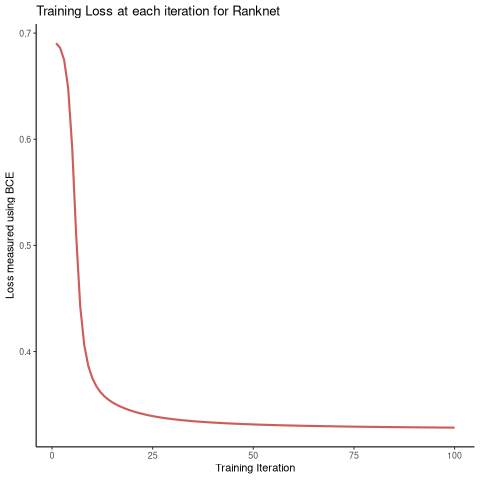 Training Loss at each iteration for Ranknet
0.7
0.6
0.5
0.4
Loss measured using BCE
0 25 50 75 100
Training Iteration